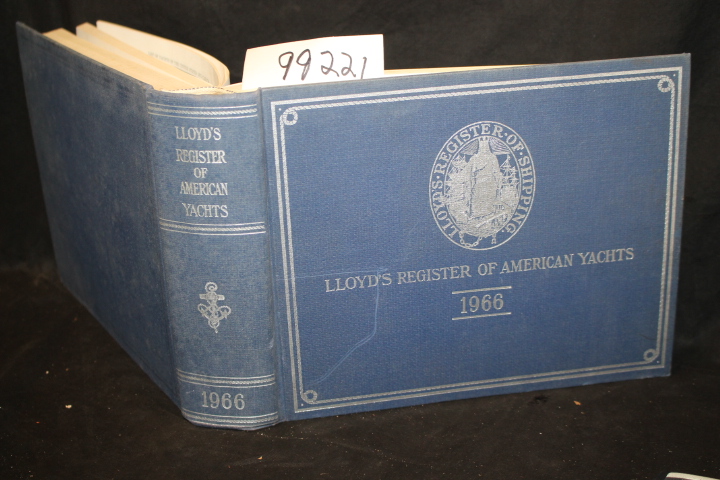 99221
LLOYD'S
REGISTER
OF
AMERICAN
YACHTS
1966
LLOYD'S·REGISTER·OF·SHIPPING·
LLOYD'S REGISTER OF AMERICAN YACHTS
1966